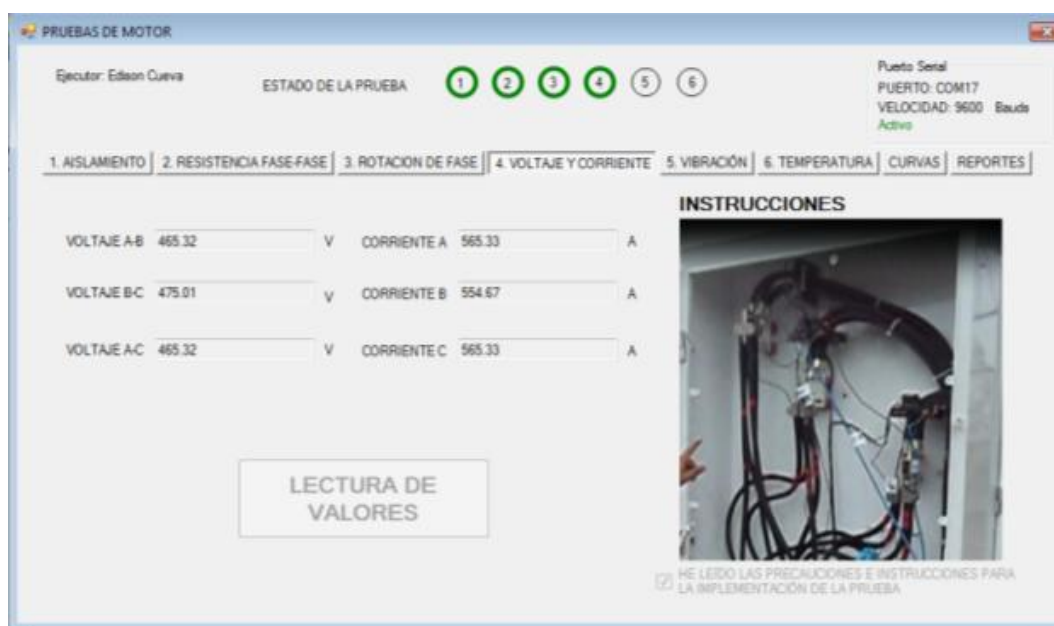 PRUEBAS DE MOTOR
Ejecutor: Edison Cueva
ESTADO DE LA PRUEBA
1 2 3 4 5 6
Puerto Serial
PUERTO: COM17
VELOCIDAD: 9600 Bauds
Activo
1. AISLAMIENTO 2. RESISTENCIA FASE-FASE 3. ROTACION DE FASE 4. VOLTAJE Y CORRIENTE 5. VIBRACIÓN 6. TEMPERATURA CURVAS REPORTES
INSTRUCCIONES
VOLTAJE A-B 465.32 V CORRIENTE A 565.33 A
VOLTAJE B-C 475.01 V CORRIENTE B 554.67 A
VOLTAJE A-C 465.32 V CORRIENTE C 565.33 A
LECTURA DE
VALORES
HE LEIDO LAS PRECAUCIONES E INSTRUCCIONES PARA
LA IMPLEMENTACIÓN DE LA PRUEBA